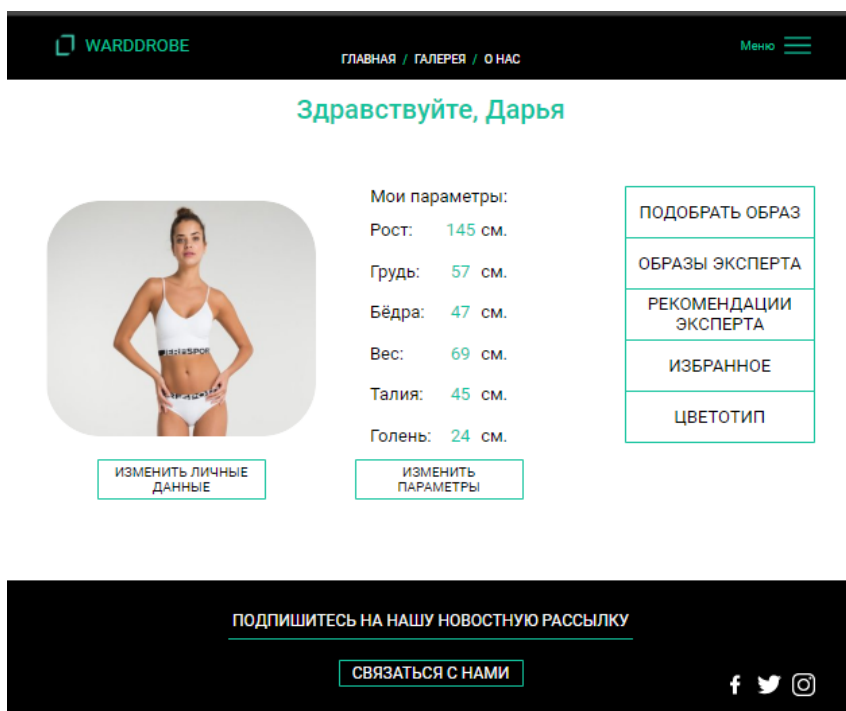 WARDDROBE
ГЛАВНАЯ / ГАЛЕРЕЯ / О НАС
Меню
Здравствуйте, Дарья
Мои параметры:
Рост: 145 см.
Грудь: 57 см.
Бёдра: 47 см.
Вес: 69 см.
Талия: 45 см.
Голень: 24 см.
ИЗМЕНИТЬ ЛИЧНЫЕ
ДАННЫЕ
ИЗМЕНИТЬ
ПАРАМЕТРЫ
ПОДОБРАТЬ ОБРАЗ
ОБРАЗЫ ЭКСПЕРТА
РЕКОМЕНДАЦИИ
ЭКСПЕРТА
ИЗБРАННОЕ
ЦВЕТОТИП
ПОДПИШИТЕСЬ НА НАШУ НОВОСТНУЮ РАССЫЛКУ
СВЯЗАТЬСЯ С НАМИ